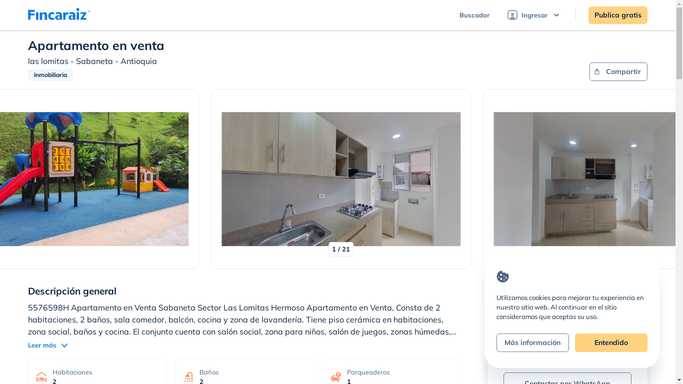 Fincaraiz
Buscador
Ingresar
Publica gratis
Apartamento en venta
las lomitas - Sabaneta - Antioquia
Inmobiliaria
Compartir
1 / 21
Descripción general
5576598H Apartamento en Venta Sabaneta Sector Las Lomitas Hermoso Apartamento en Venta, Consta de 2
habitaciones, 2 baños, sala comedor, balcón, cocina y zona de lavandería. Tiene piso cerámica en habitaciones,
zona social, baños y cocina. El conjunto cuenta con salón social, zona para niños, salón de juegos, zonas húmedas,...
Leer más
Habitaciones
2
Baños
2
Parqueaderos
1
Utilizamos cookies para mejorar tu experiencia en
nuestro sitio web. Al continuar en el sitio
consideramos que aceptas su uso.
Más información
Entendido
Contactar por WhatsApp